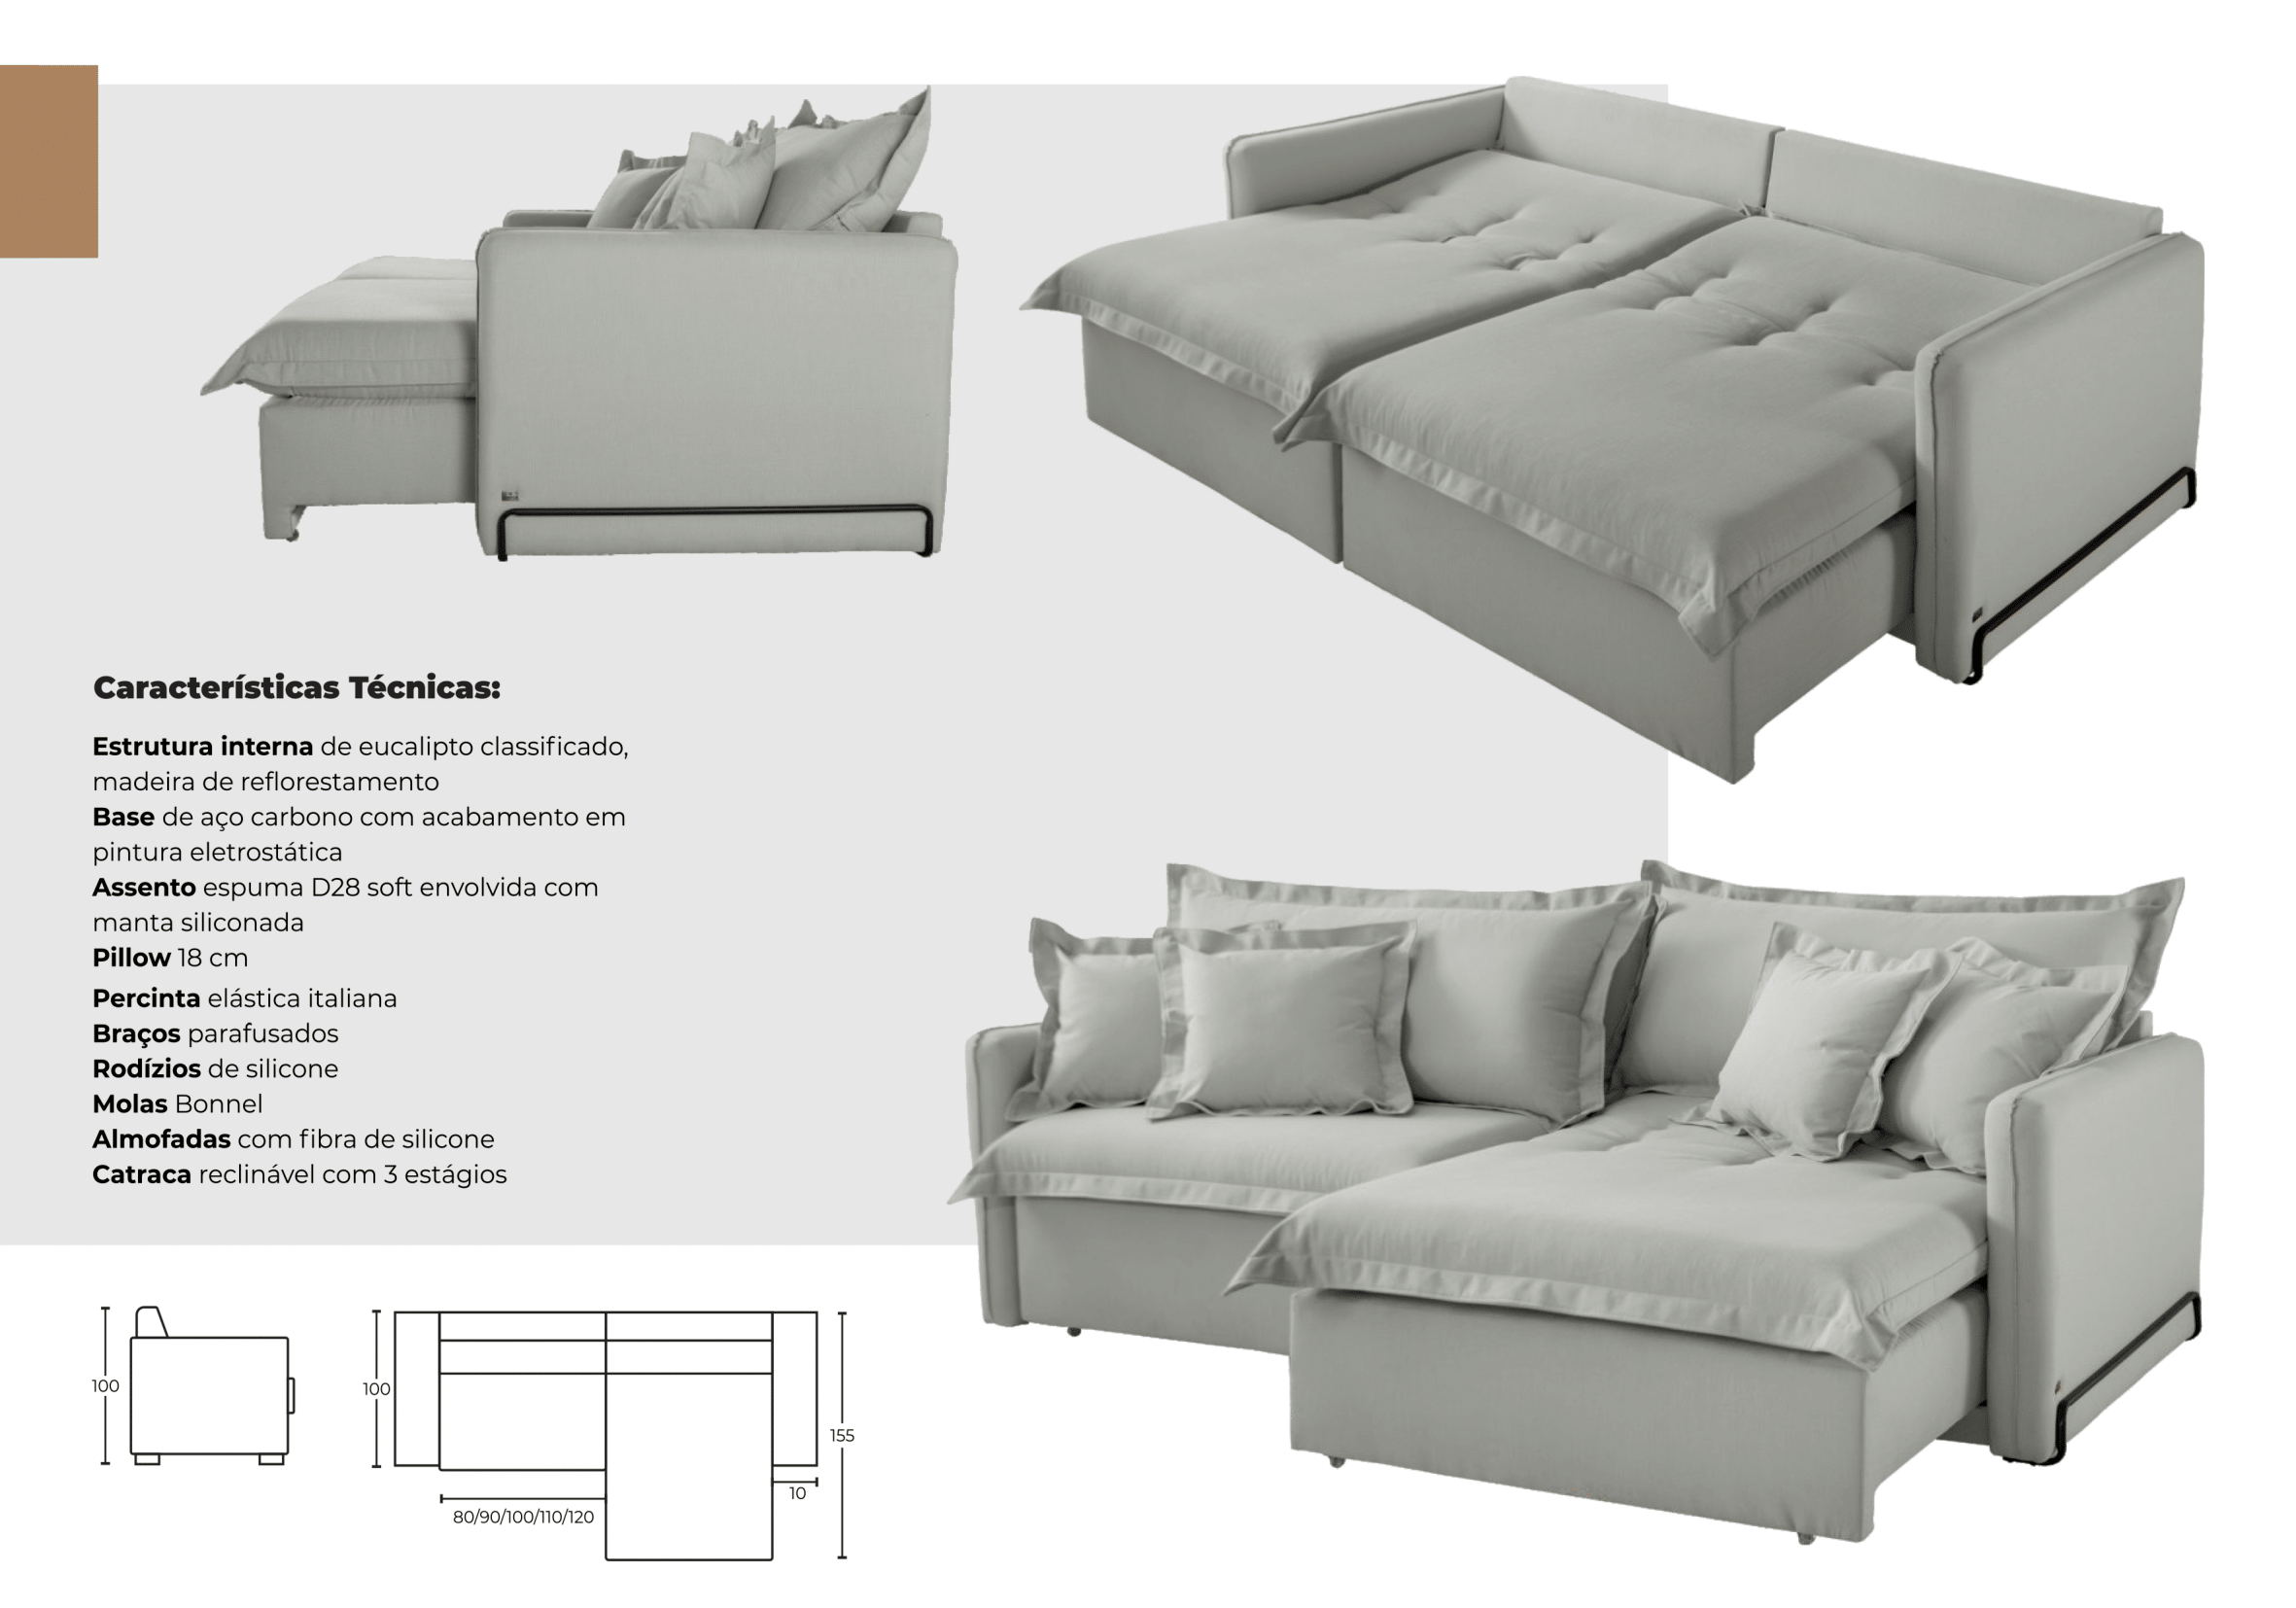 Características Técnicas:
Estrutura interna de eucalipto classificado,
madeira de reflorestamento
Base de aço carbono com acabamento em
pintura eletrostática
Assento espuma D28 soft envolvida com
manta siliconada
Pillow 18 cm
Percinta elástica italiana
Braços parafusados
Rodízios de silicone
Molas Bonnel
Almofadas com fibra de silicone
Catraca reclinável com 3 estágios
100
100
155
10
80/90/100/110/120